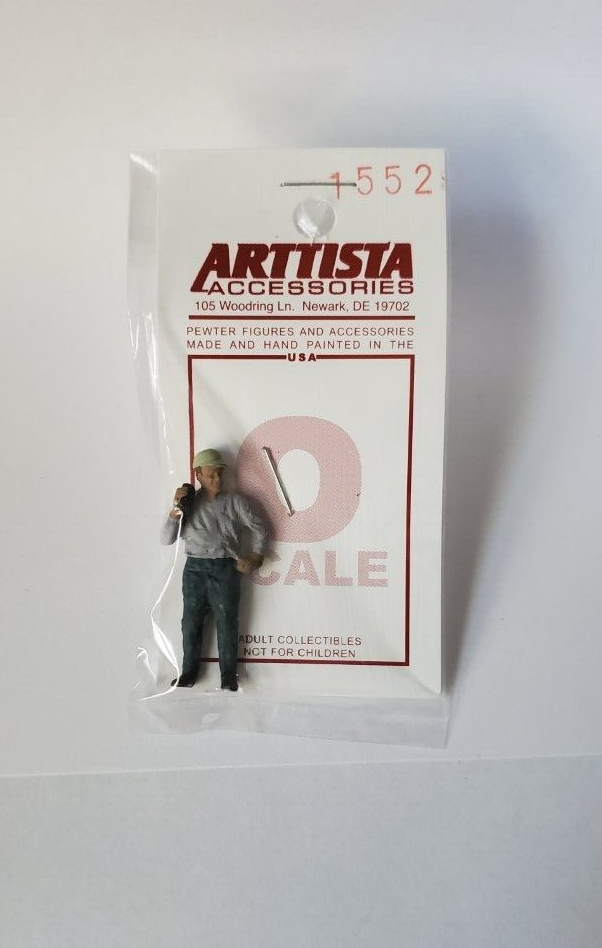 1552
ARTTISTA
ACCESSORIES
105 Woodring Ln. Newark, DE 19702
PEWTER FIGURES AND ACCESSORIES
MADE AND HAND PAINTED IN THE
USA
O
CALE
ADULT COLLECTIBLES
NOT FOR CHILDREN